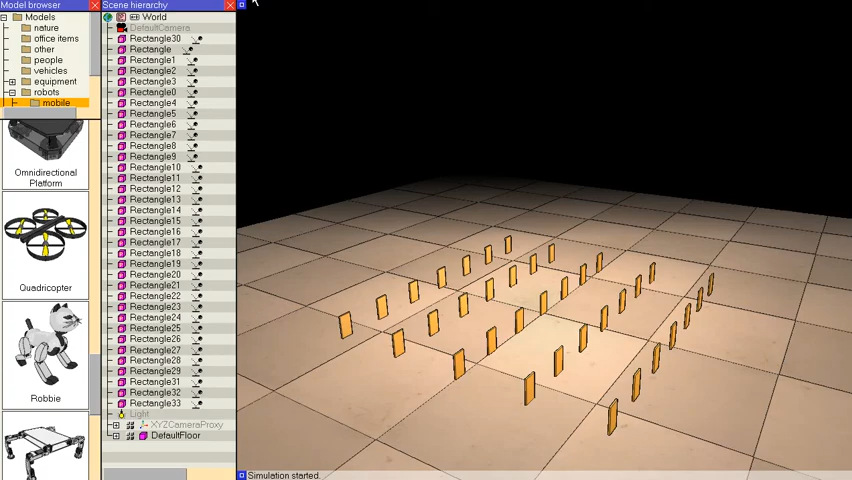 Model browser
Models
nature
office items
other
people
vehicles
equipment
robots
mobile
Omnidirectional
Platform
Quadricopter
Robbie
Scene hierarchy
World
DefaultCamera
Rectangle30
Rectangle
Rectangle1
Rectangle2
Rectangle3
Rectangle0
Rectangle4
Rectangle5
Rectangle6
Rectangle7
Rectangle8
Rectangle9
Rectangle10
Rectangle11
Rectangle12
Rectangle13
Rectangle14
Rectangle15
Rectangle16
Rectangle17
Rectangle18
Rectangle19
Rectangle20
Rectangle21
Rectangle22
Rectangle23
Rectangle24
Rectangle25
Rectangle26
Rectangle27
Rectangle28
Rectangle29
Rectangle31
Rectangle32
Rectangle33
Light
XYZCameraProxy
DefaultFloor
Simulation started.